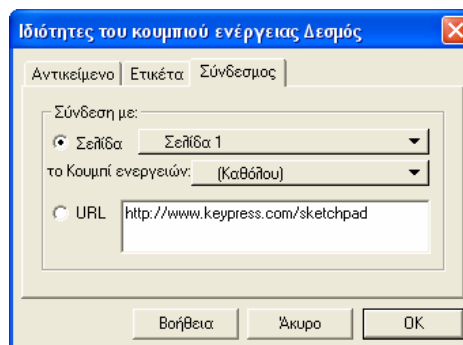 Ιδιότητες του κουμπιού ενέργειας Δεσμός
Αντικείμενο Ετικέτα Σύνδεσμος
Σύνδεση με:
Σελίδα Σελίδα 1
το Κουμπί ενεργειών: (Καθόλου)
URL http://www.keypress.com/sketchpad
Βοήθεια Άκυρο OK